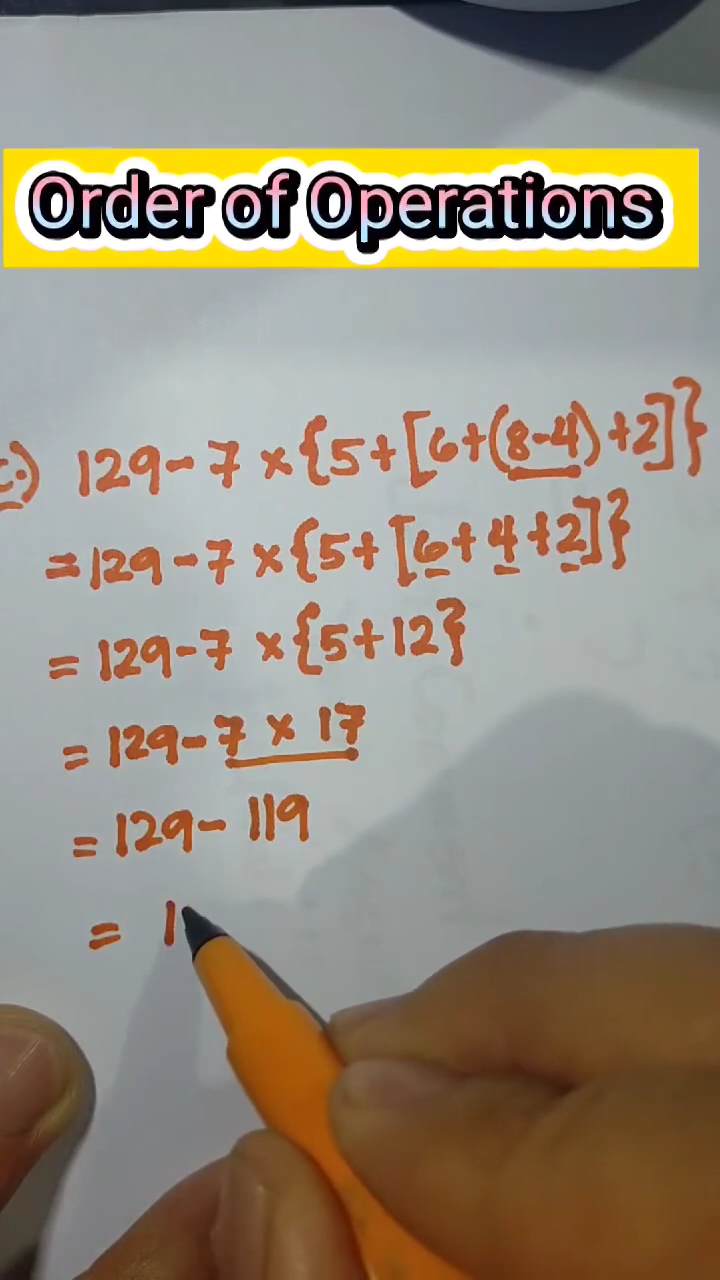 Order of Operations
c.) 129-7×{5+[6+(8-4)+2]}
=129-7×{5+[6+4+2]}
=129-7×{5+12}
=129-7×17
=129-119
= 1